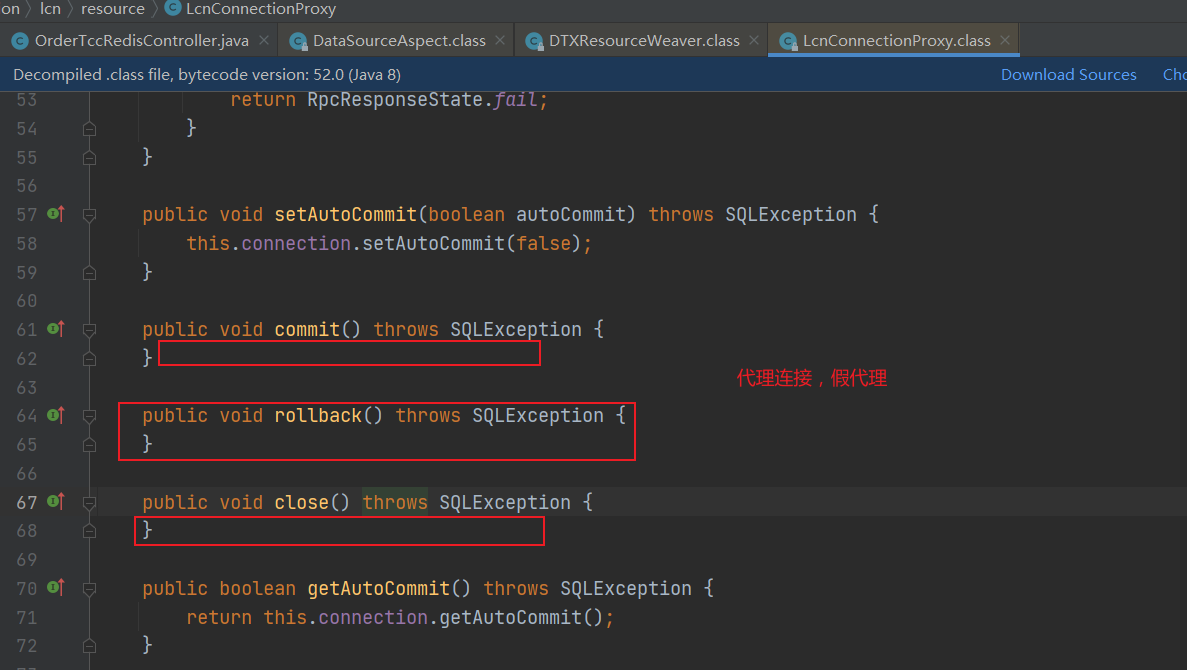 on 〉 lcn 〉 resource 〉 LcnConnectionProxy
OrderTccRedisController.java × DataSourceAspect.class × DTXResourceWeaver.class × LcnConnectionProxy.class ×
Decompiled .class file, bytecode version: 52.0 (Java 8) Download Sources Cho
53 return RpcResponseState.fail;
54 }
55 }
56
57 public void setAutoCommit(boolean autoCommit) throws SQLException {
58 this.connection.setAutoCommit(false);
59 }
60
61 public void commit() throws SQLException {
62 }
代理连接，假代理
63
64 public void rollback() throws SQLException {
65 }
66
67 public void close() throws SQLException {
68 }
69
70 public boolean getAutoCommit() throws SQLException {
71 return this.connection.getAutoCommit();
72 }